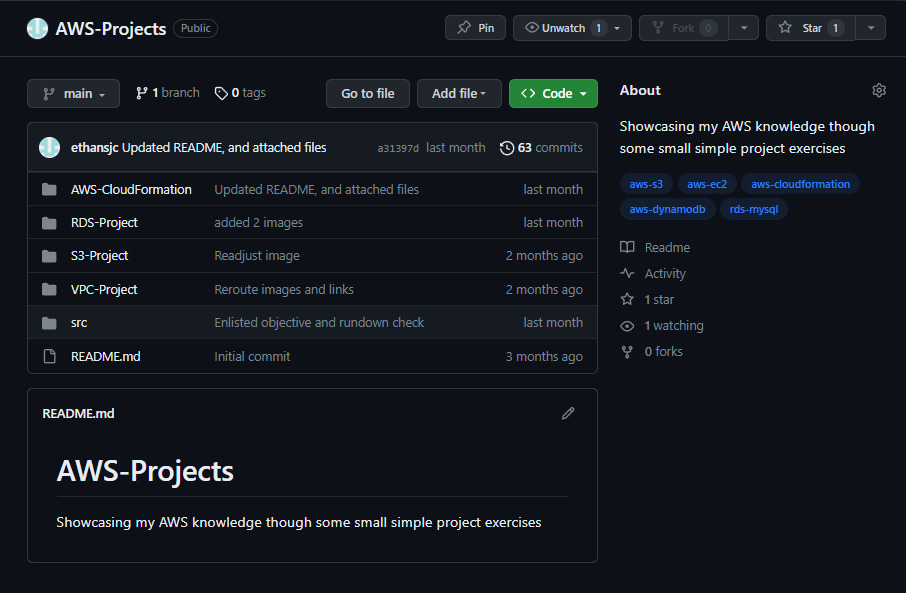 AWS-Projects Public Pin Unwatch 1 Fork 0 Star 1
main 1 branch 0 tags Go to file Add file Code
ethansjc Updated README, and attached files a31397d last month 63 commits
AWS-CloudFormation Updated README, and attached files last month
RDS-Project added 2 images last month
S3-Project Readjust image 2 months ago
VPC-Project Reroute images and links 2 months ago
src Enlisted objective and rundown check last month
README.md Initial commit 3 months ago
README.md
AWS-Projects
Showcasing my AWS knowledge though some small simple project exercises
About
Showcasing my AWS knowledge though
some small simple project exercises
aws-s3 aws-ec2 aws-cloudformation
aws-dynamodb rds-mysql
Readme
Activity
1 star
1 watching
0 forks